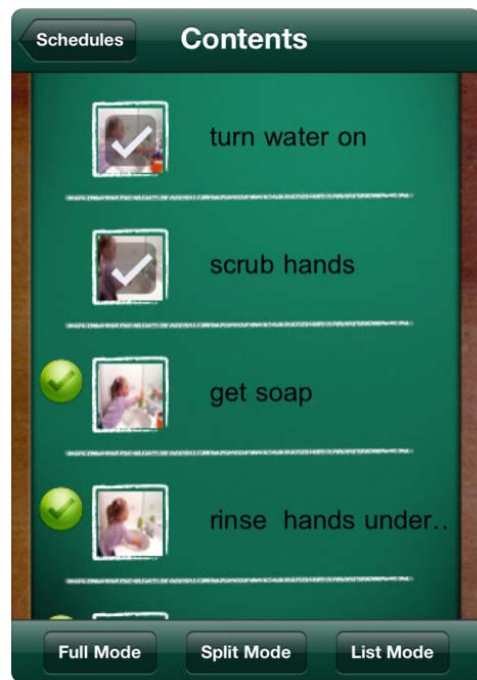 Schedules
Contents
turn water on
scrub hands
get soap
rinse hands under..
Full Mode
Split Mode
List Mode